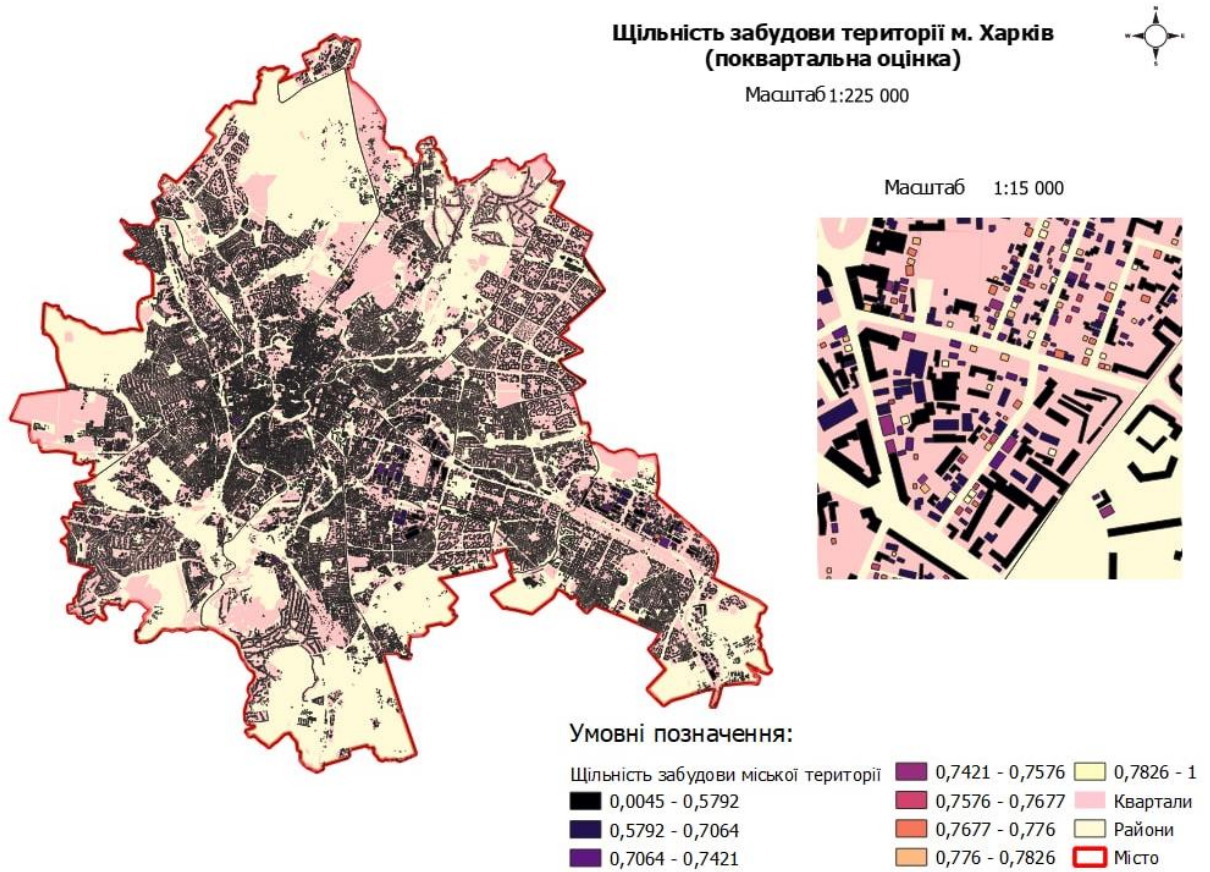 Щільність забудови території м. Харків
(поквартальна оцінка)
Масштаб 1:225 000
N
W
E
S
Масштаб 1:15 000
Умовні позначення:
Щільність забудови міської території
0,0045 - 0,5792
0,5792 - 0,7064
0,7064 - 0,7421
0,7421 - 0,7576
0,7576 - 0,7677
0,7677 - 0,776
0,776 - 0,7826
0,7826 - 1
Квартали
Райони
Місто